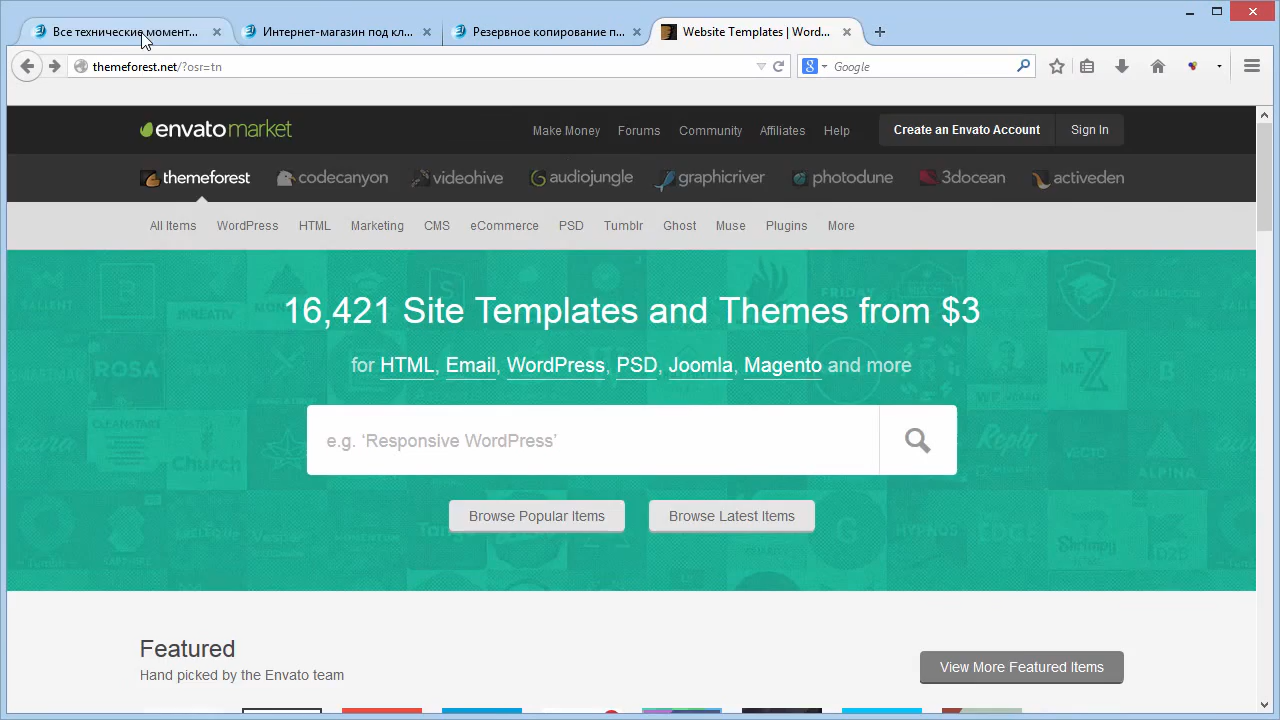 Все технические момент...
Интернет-магазин под кл...
Резервное копирование п...
Website Templates | Word...
themeforest.net/?osr=tn
Google
envato market
Make Money
Forums
Community
Affiliates
Help
Create an Envato Account
Sign In
themeforest
codecanyon
videohive
audiojungle
graphicriver
photodune
3docean
activeden
All Items
WordPress
HTML
Marketing
CMS
eCommerce
PSD
Tumblr
Ghost
Muse
Plugins
More
16,421 Site Templates and Themes from $3
for HTML, Email, WordPress, PSD, Joomla, Magento and more
e.g. ‘Responsive WordPress’
Browse Popular Items
Browse Latest Items
Featured
Hand picked by the Envato team
View More Featured Items